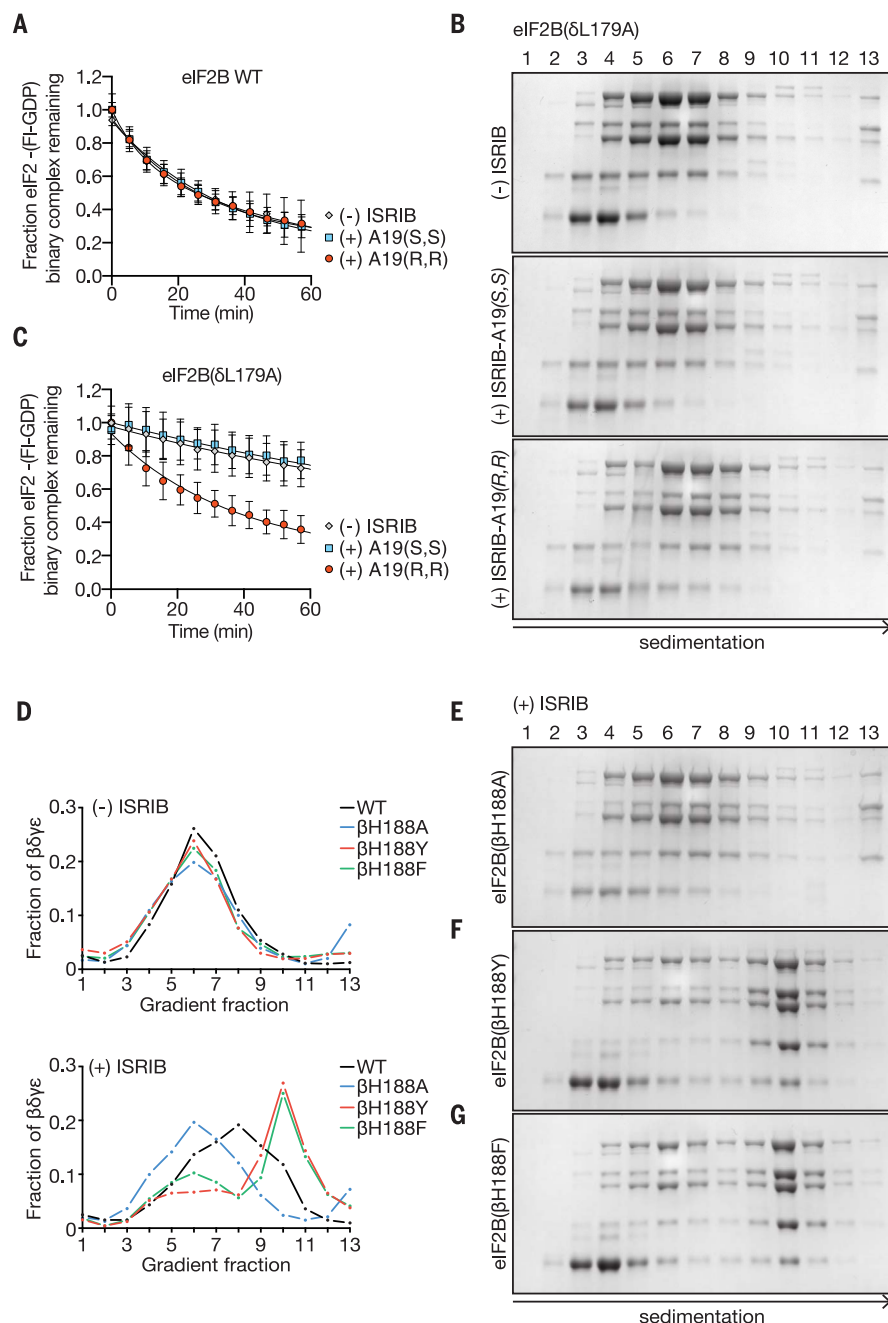 A
eIF2B WT
Fraction eIF2 -(Fl-GDP)
binary complex remaining
1.2
1.0
0.8
0.6
0.4
0.2
0.0
0 20 40 60
Time (min)
(-) ISRIB
(+) A19(S,S)
(+) A19(R,R)
B
eIF2B(δL179A)
1 2 3 4 5 6 7 8 9 10 11 12 13
(-) ISRIB
(+) ISRIB-A19(S,S)
(+) ISRIB-A19(R,R)
sedimentation
C
eIF2B(δL179A)
Fraction eIF2 -(Fl-GDP)
binary complex remaining
1.2
1.0
0.8
0.6
0.4
0.2
0.0
0 20 40 60
Time (min)
(-) ISRIB
(+) A19(S,S)
(+) A19(R,R)
D
(-) ISRIB
WT
βH188A
βH188Y
βH188F
Fraction of βδγε
0.3
0.2
0.1
0
1 3 5 7 9 11 13
Gradient fraction
(+) ISRIB
WT
βH188A
βH188Y
βH188F
Fraction of βδγε
0.3
0.2
0.1
0
1 3 5 7 9 11 13
Gradient fraction
E
(+) ISRIB
1 2 3 4 5 6 7 8 9 10 11 12 13
eIF2B(βH188A)
F
eIF2B(βH188Y)
G
eIF2B(βH188F)
sedimentation